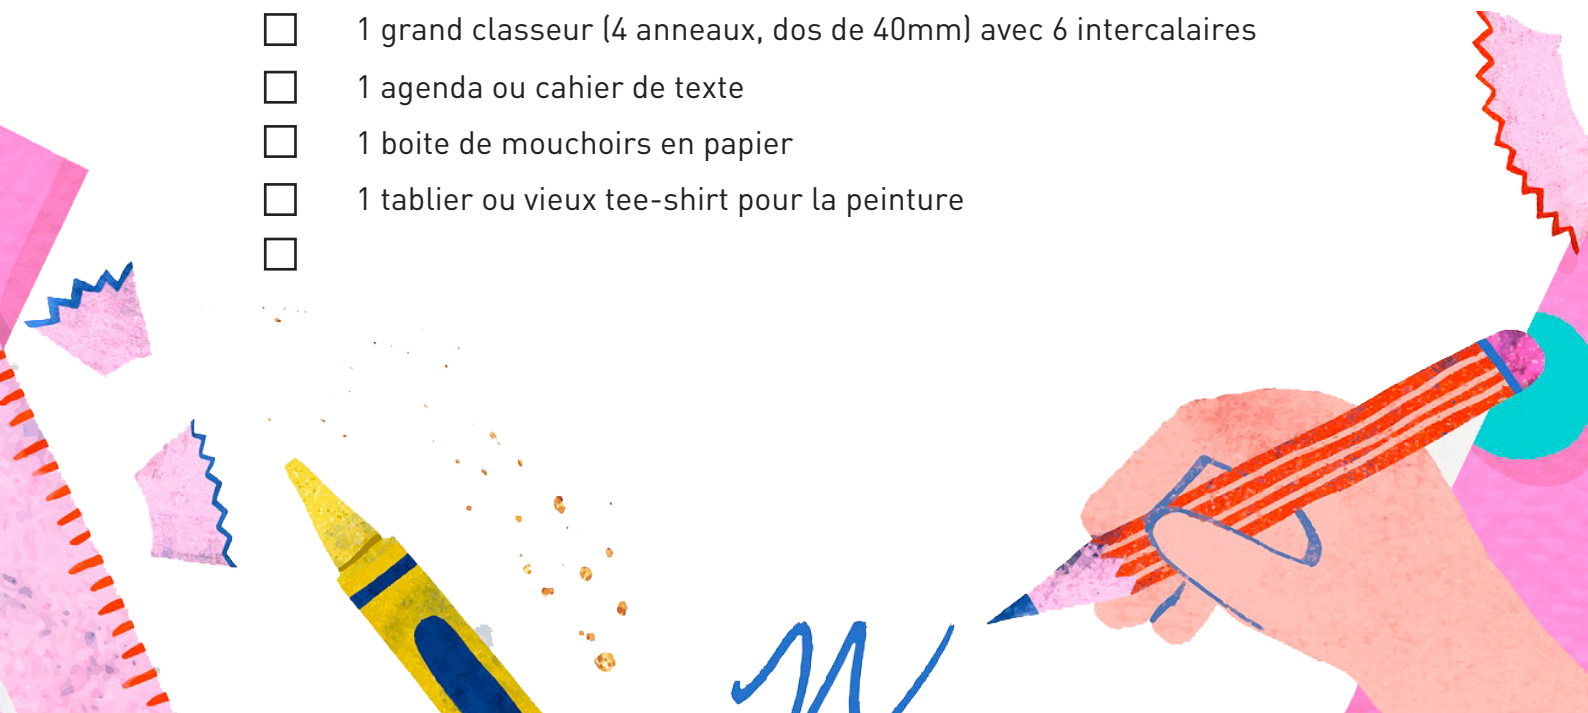 1 grand classeur (4 anneaux, dos de 40mm) avec 6 intercalaires
1 agenda ou cahier de texte
1 boite de mouchoirs en papier
1 tablier ou vieux tee-shirt pour la peinture